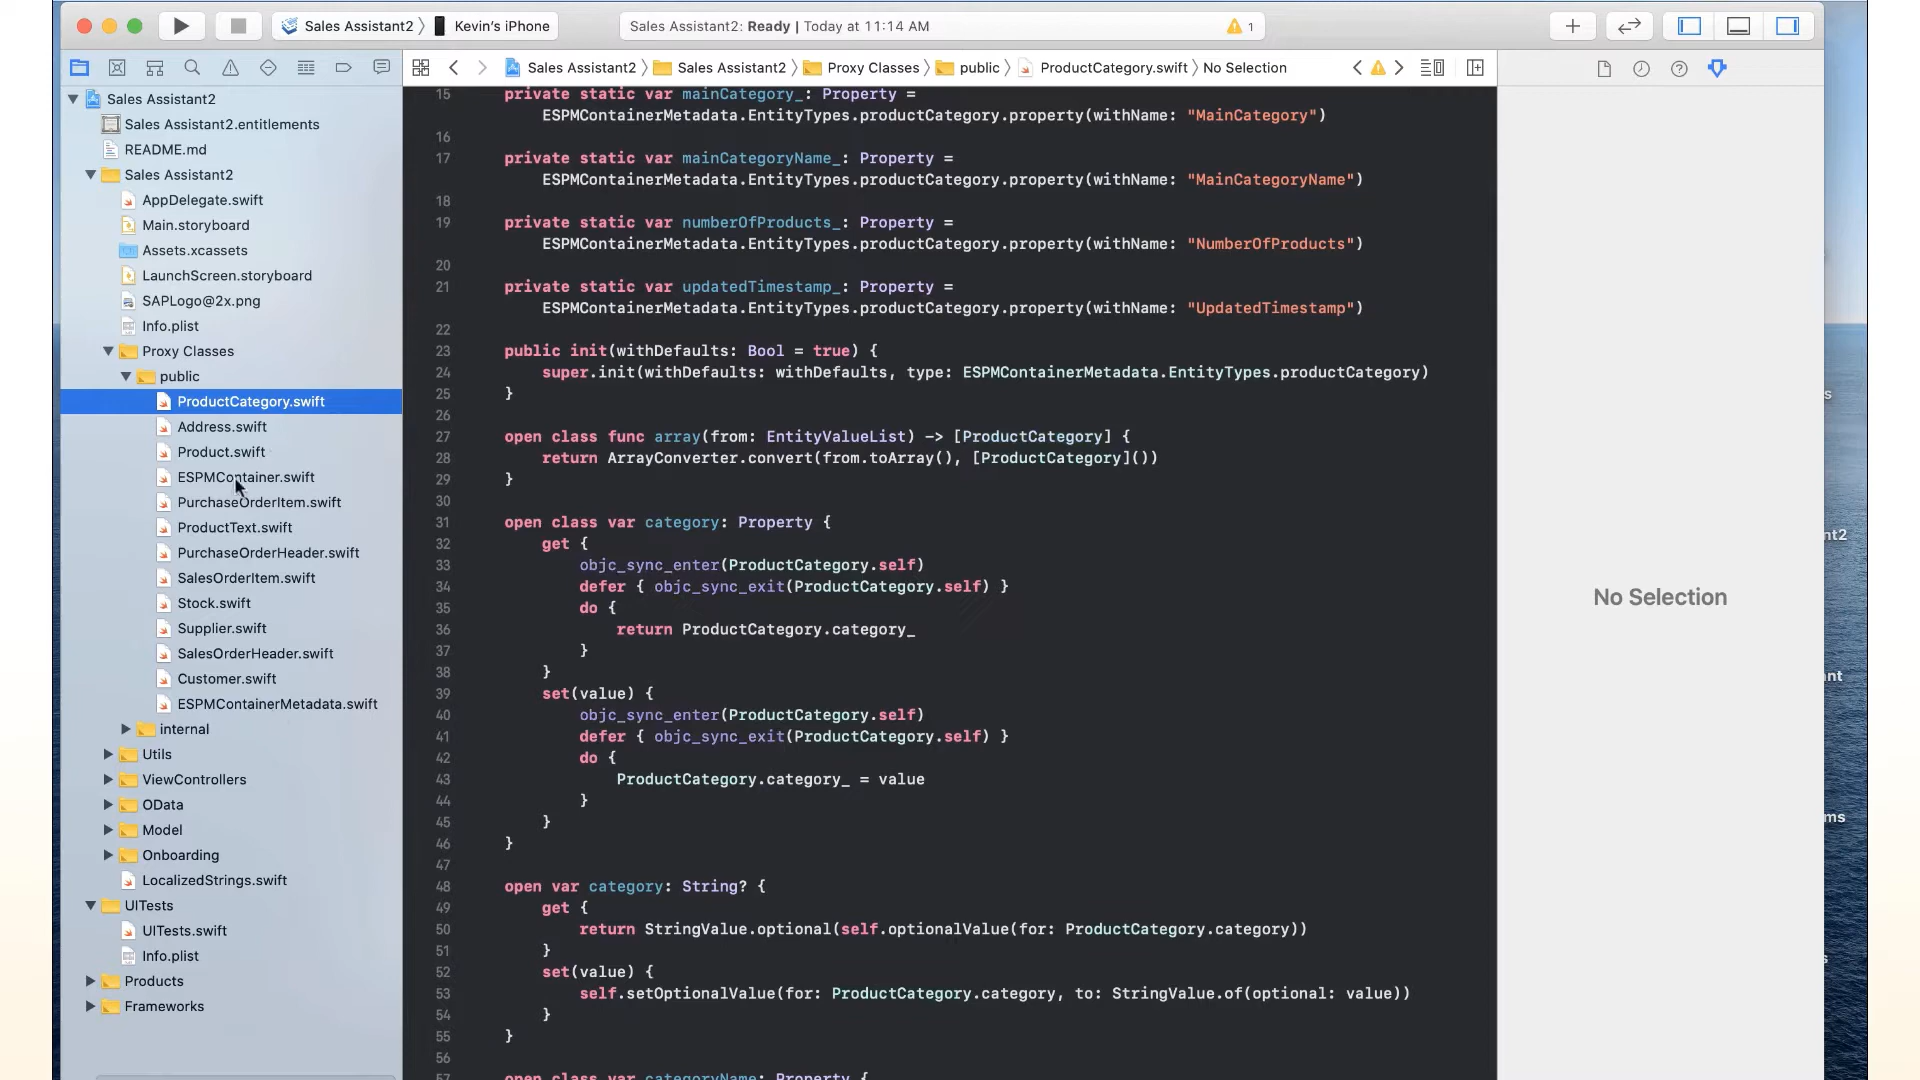 Sales Assistant2 〉 Kevin's iPhone
Sales Assistant2: Ready | Today at 11:14 AM
1
Sales Assistant2 〉 Sales Assistant2 〉 Proxy Classes 〉 public 〉 ProductCategory.swift 〉 No Selection
Sales Assistant2
Sales Assistant2.entitlements
README.md
Sales Assistant2
AppDelegate.swift
Main.storyboard
Assets.xcassets
LaunchScreen.storyboard
SAPLogo@2x.png
Info.plist
Proxy Classes
public
ProductCategory.swift
Address.swift
Product.swift
ESPMContainer.swift
PurchaseOrderItem.swift
ProductText.swift
PurchaseOrderHeader.swift
SalesOrderItem.swift
Stock.swift
Supplier.swift
SalesOrderHeader.swift
Customer.swift
ESPMContainerMetadata.swift
internal
Utils
ViewControllers
OData
Model
Onboarding
LocalizedStrings.swift
UITests
UITests.swift
Info.plist
Products
Frameworks
15 private static var mainCategory_: Property =
ESPMContainerMetadata.EntityTypes.productCategory.property(withName: "MainCategory")
16
17 private static var mainCategoryName_: Property =
ESPMContainerMetadata.EntityTypes.productCategory.property(withName: "MainCategoryName")
18
19 private static var numberOfProducts_: Property =
ESPMContainerMetadata.EntityTypes.productCategory.property(withName: "NumberOfProducts")
20
21 private static var updatedTimestamp_: Property =
ESPMContainerMetadata.EntityTypes.productCategory.property(withName: "UpdatedTimestamp")
22
23 public init(withDefaults: Bool = true) {
24 super.init(withDefaults: withDefaults, type: ESPMContainerMetadata.EntityTypes.productCategory)
25 }
26
27 open class func array(from: EntityValueList) -> [ProductCategory] {
28 return ArrayConverter.convert(from.toArray(), [ProductCategory]())
29 }
30
31 open class var category: Property {
32 get {
33 objc_sync_enter(ProductCategory.self)
34 defer { objc_sync_exit(ProductCategory.self) }
35 do {
36 return ProductCategory.category_
37 }
38 }
39 set(value) {
40 objc_sync_enter(ProductCategory.self)
41 defer { objc_sync_exit(ProductCategory.self) }
42 do {
43 ProductCategory.category_ = value
44 }
45 }
46 }
47
48 open var category: String? {
49 get {
50 return StringValue.optional(self.optionalValue(for: ProductCategory.category))
51 }
52 set(value) {
53 self.setOptionalValue(for: ProductCategory.category, to: StringValue.of(optional: value))
54 }
55 }
56
57 open class var categoryName: Property {
No Selection
s
nt2
nt
ms
s